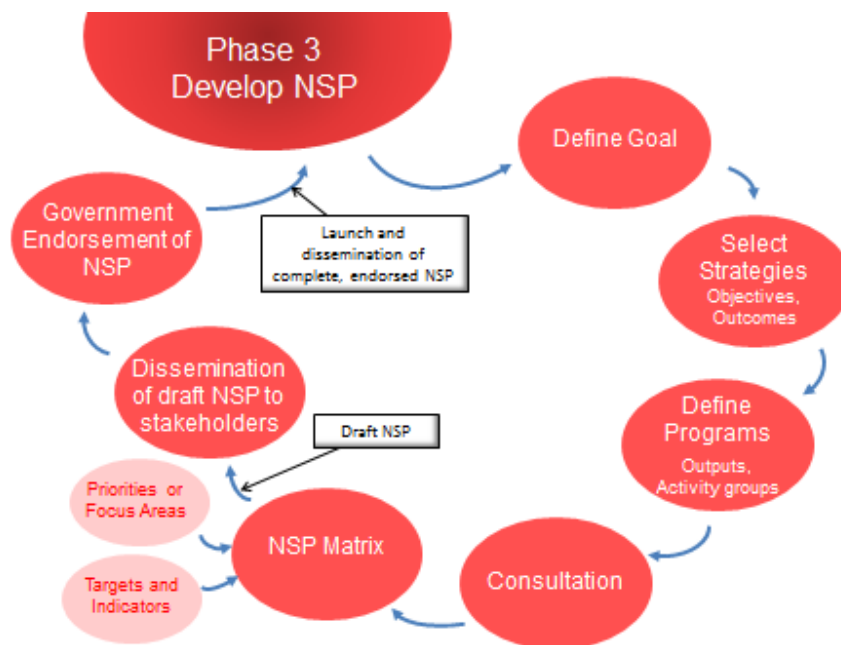 Phase 3
Develop NSP
Define Goal
Select
Strategies
Objectives,
Outcomes
Define
Programs
Outputs,
Activity groups
Consultation
NSP Matrix
Priorities or
Focus Areas
Targets and
Indicators
Draft NSP
Dissemination
of draft NSP to
stakeholders
Government
Endorsement of
NSP
Launch and
dissemination of
complete, endorsed NSP